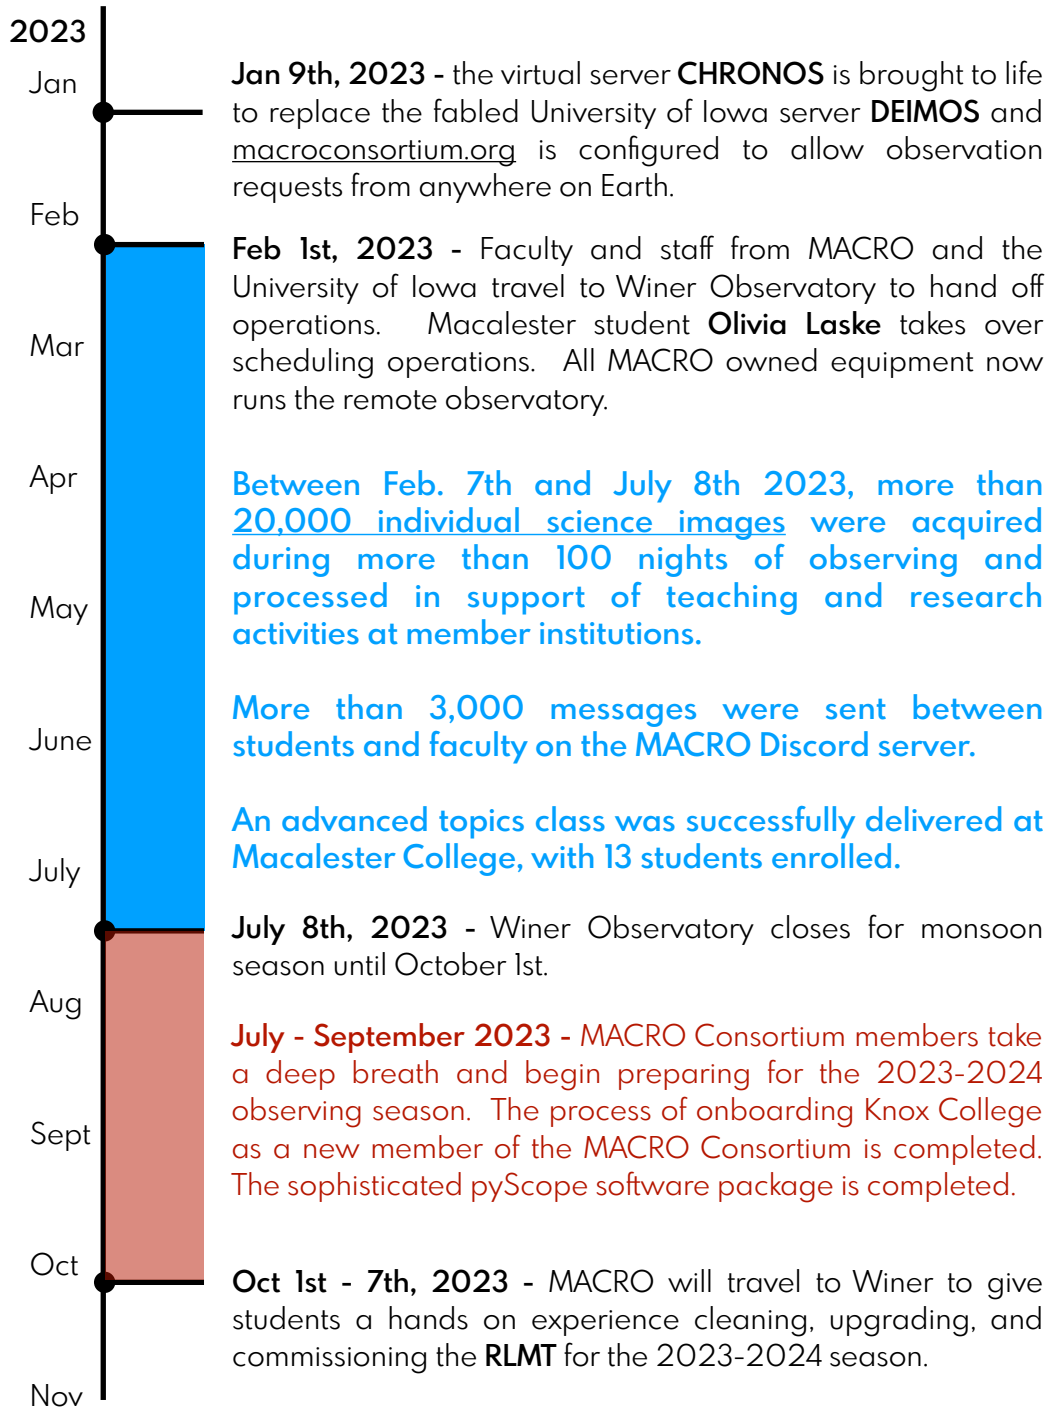 2023
Jan
Jan 9th, 2023 - the virtual server CHRONOS is brought to life
to replace the fabled University of Iowa server DEIMOS and
macroconsortium.org is configured to allow observation
requests from anywhere on Earth.
Feb
Feb 1st, 2023 - Faculty and staff from MACRO and the
University of Iowa travel to Winer Observatory to hand off
operations. Macalester student Olivia Laske takes over
scheduling operations. All MACRO owned equipment now
runs the remote observatory.
Mar
Apr
Between Feb. 7th and July 8th 2023, more than
20,000 individual science images were acquired
during more than 100 nights of observing and
processed in support of teaching and research
activities at member institutions.
May
More than 3,000 messages were sent between
students and faculty on the MACRO Discord server.
June
An advanced topics class was successfully delivered at
Macalester College, with 13 students enrolled.
July
July 8th, 2023 - Winer Observatory closes for monsoon
season until October 1st.
Aug
July - September 2023 - MACRO Consortium members take
a deep breath and begin preparing for the 2023-2024
observing season. The process of onboarding Knox College
as a new member of the MACRO Consortium is completed.
The sophisticated pyScope software package is completed.
Sept
Oct
Oct 1st - 7th, 2023 - MACRO will travel to Winer to give
students a hands on experience cleaning, upgrading, and
commissioning the RLMT for the 2023-2024 season.
Nov